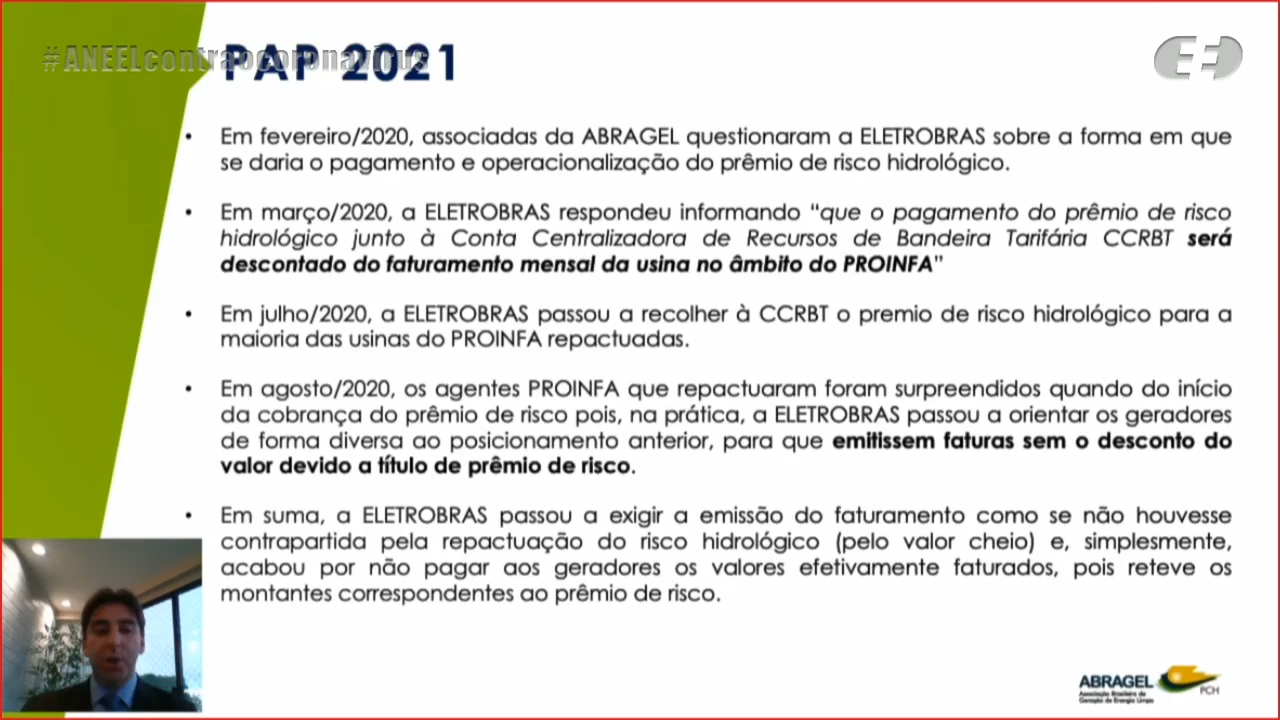 #ANEELcontraocoronavírus
PAP 2021
• Em fevereiro/2020, associadas da ABRAGEL questionaram a ELETROBRAS sobre a forma em que
se daria o pagamento e operacionalização do prêmio de risco hidrológico.
• Em março/2020, a ELETROBRAS respondeu informando “que o pagamento do prêmio de risco
hidrológico junto à Conta Centralizadora de Recursos de Bandeira Tarifária CCRBT será
descontado do faturamento mensal da usina no âmbito do PROINFA”
• Em julho/2020, a ELETROBRAS passou a recolher à CCRBT o premio de risco hidrológico para a
maioria das usinas do PROINFA repactuadas.
• Em agosto/2020, os agentes PROINFA que repactuaram foram surpreendidos quando do início
da cobrança do prêmio de risco pois, na prática, a ELETROBRAS passou a orientar os geradores
de forma diversa ao posicionamento anterior, para que emitissem faturas sem o desconto do
valor devido a título de prêmio de risco.
• Em suma, a ELETROBRAS passou a exigir a emissão do faturamento como se não houvesse
contrapartida pela repactuação do risco hidrológico (pelo valor cheio) e, simplesmente,
acabou por não pagar aos geradores os valores efetivamente faturados, pois reteve os
montantes correspondentes ao prêmio de risco.
ABRAGEL
Associação Brasileira de
Geração de Energia Limpa
PCH